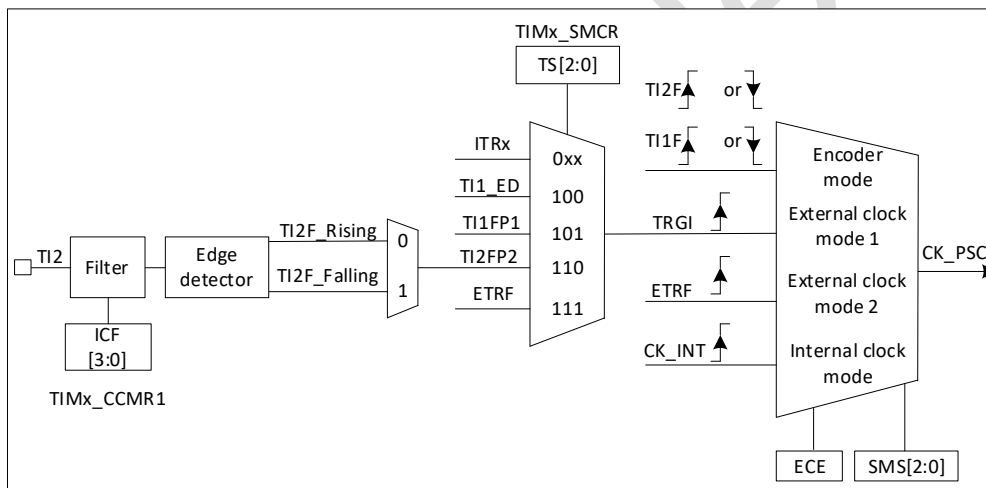 TIMx_SMCR
TS[2:0]
TI2F or
TI1F or
ITRx 0xx
TI1_ED 100
TI1FP1 101
TI2FP2 110
ETRF 111
TI2 Filter
Edge
detector
TI2F_Rising 0
TI2F_Falling 1
ICF
[3:0]
TIMx_CCMR1
Encoder
mode
TRGI
External clock
mode 1
ETRF
External clock
mode 2
CK_INT
Internal clock
mode
CK_PSC
ECE SMS[2:0]